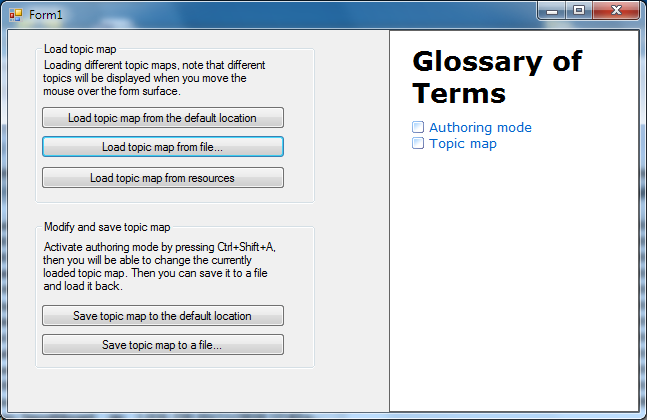 Form1
Load topic map
Loading different topic maps, note that different
topics will be displayed when you move the
mouse over the form surface.
Load topic map from the default location
Load topic map from file...
Load topic map from resources
Modify and save topic map
Activate authoring mode by pressing Ctrl+Shift+A,
then you will be able to change the currently
loaded topic map. Then you can save it to a file
and load it back.
Save topic map to the default location
Save topic map to a file...
Glossary of
Terms
Authoring mode
Topic map